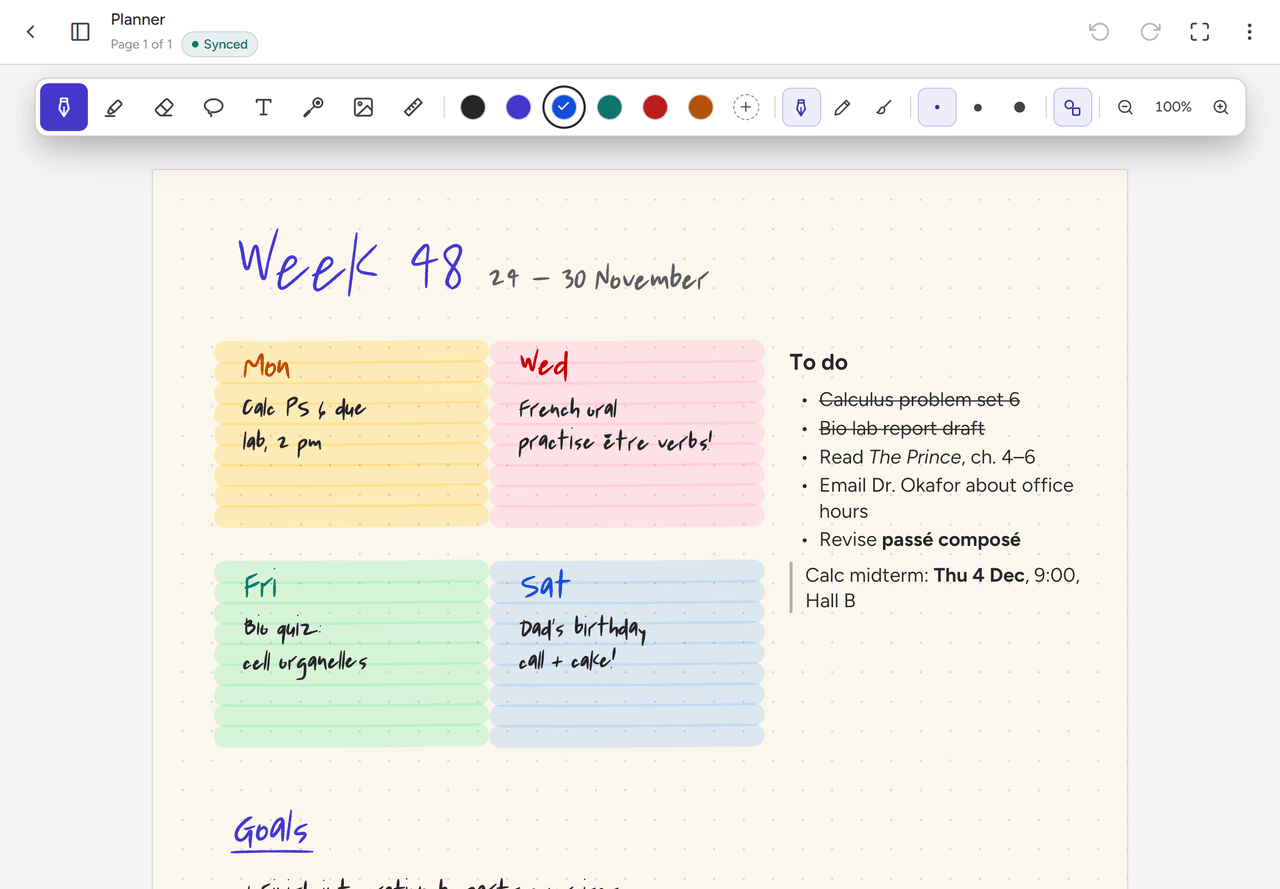 Planner
Page 1 of 1
Synced
100%
Week 48 24 – 30 November
Mon
Calc PS 6 due
lab, 2 pm
Wed
French oral
practise être verbs!
Fri
Bio quiz:
cell organelles
Sat
Dad's birthday
call + cake!
To do
Calculus problem set 6
Bio lab report draft
Read The Prince, ch. 4–6
Email Dr. Okafor about office
hours
Revise passé composé
Calc midterm: Thu 4 Dec, 9:00,
Hall B
Goals